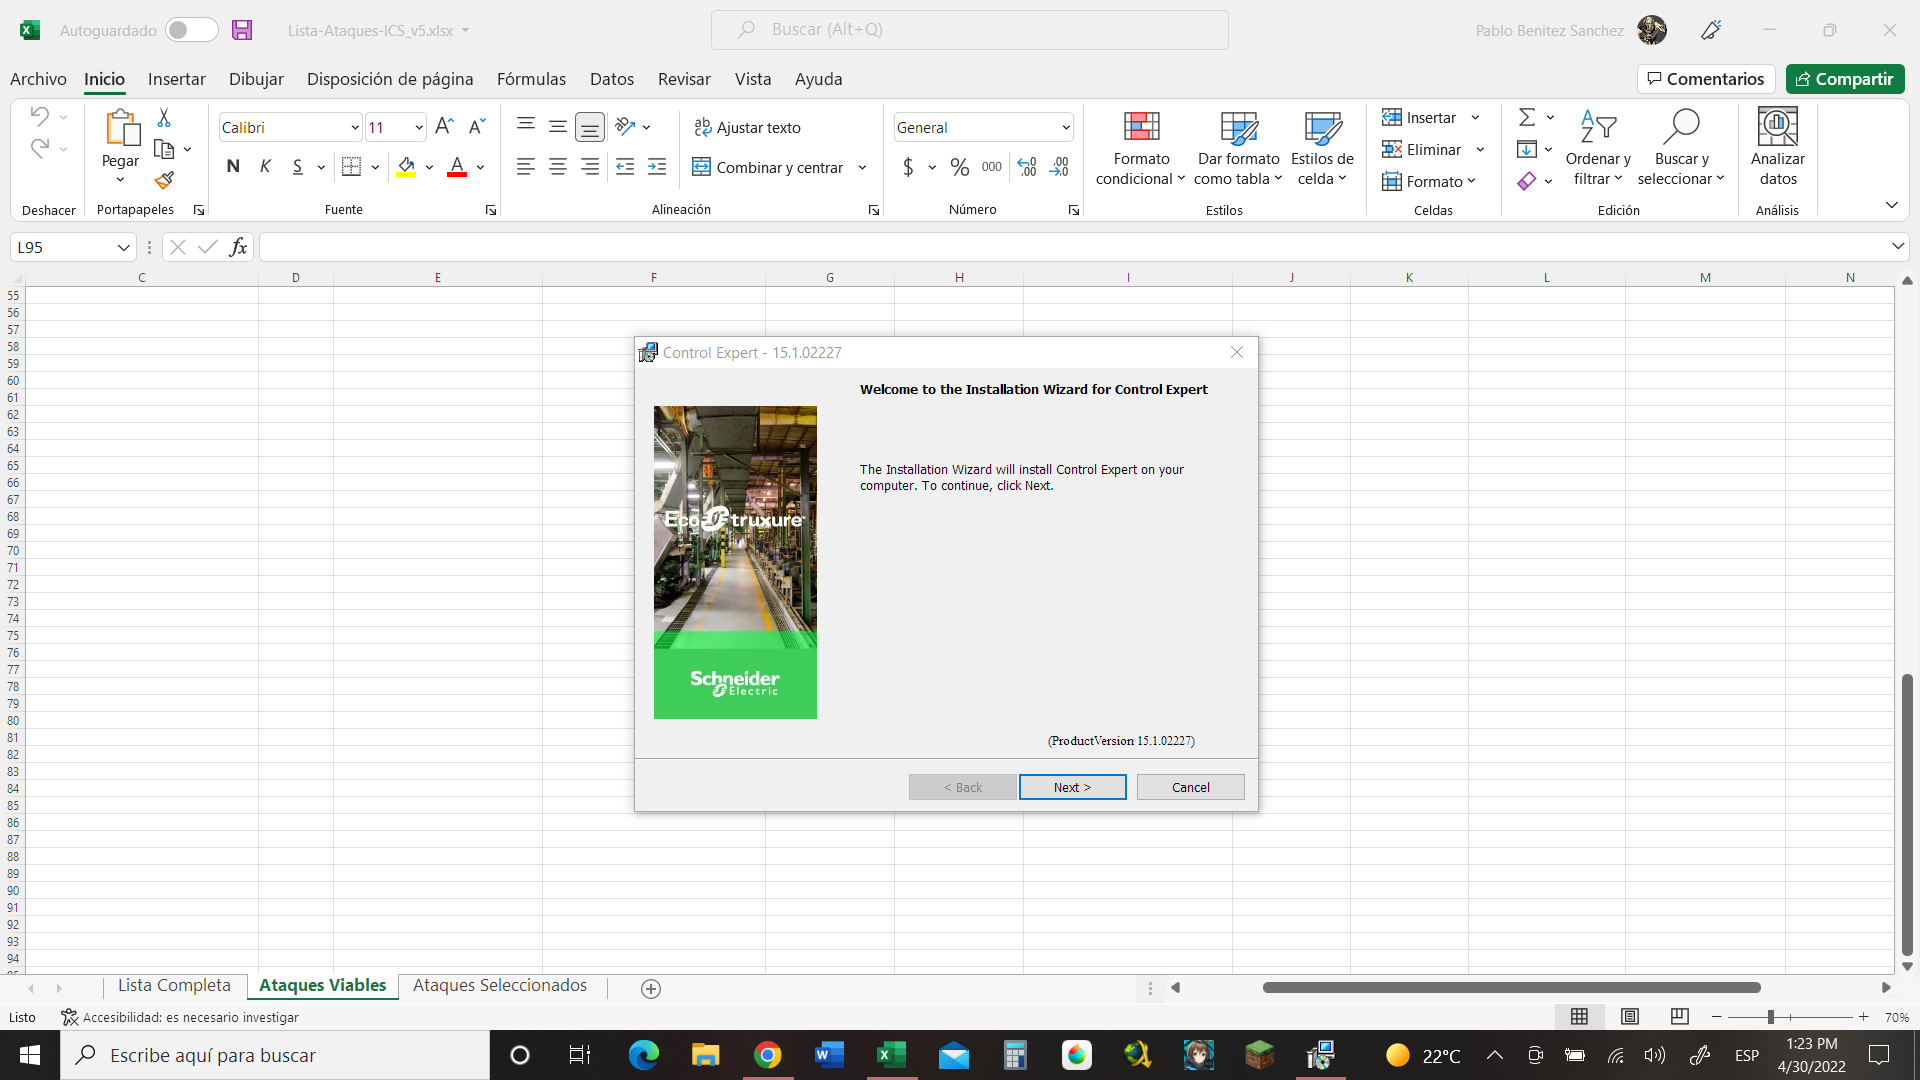 Autoguardado
Lista-Ataques-ICS_v5.xlsx
Buscar (Alt+Q)
Pablo Benitez Sanchez
Archivo Inicio Insertar Dibujar Disposición de página Fórmulas Datos Revisar Vista Ayuda
Comentarios
Compartir
Pegar
Calibri
11
N K S
Ajustar texto
Combinar y centrar
General
$ % 000
Formato condicional
Dar formato como tabla
Estilos de celda
Insertar
Eliminar
Formato
Ordenar y filtrar
Buscar y seleccionar
Analizar datos
Deshacer
Portapapeles
Fuente
Alineación
Número
Estilos
Celdas
Edición
Análisis
L95
fx
C D E F G H I J K L M N
55
56
57
58
59
60
61
62
63
64
65
66
67
68
69
70
71
72
73
74
75
76
77
78
79
80
81
82
83
84
85
86
87
88
89
90
91
92
93
94
Control Expert - 15.1.02227
Welcome to the Installation Wizard for Control Expert
The Installation Wizard will install Control Expert on your
computer. To continue, click Next.
EcoStruxure
Schneider
Electric
(ProductVersion 15.1.02227)
< Back
Next >
Cancel
Lista Completa
Ataques Viables
Ataques Seleccionados
Listo
Accesibilidad: es necesario investigar
70%
Escribe aquí para buscar
22°C
ESP
1:23 PM
4/30/2022